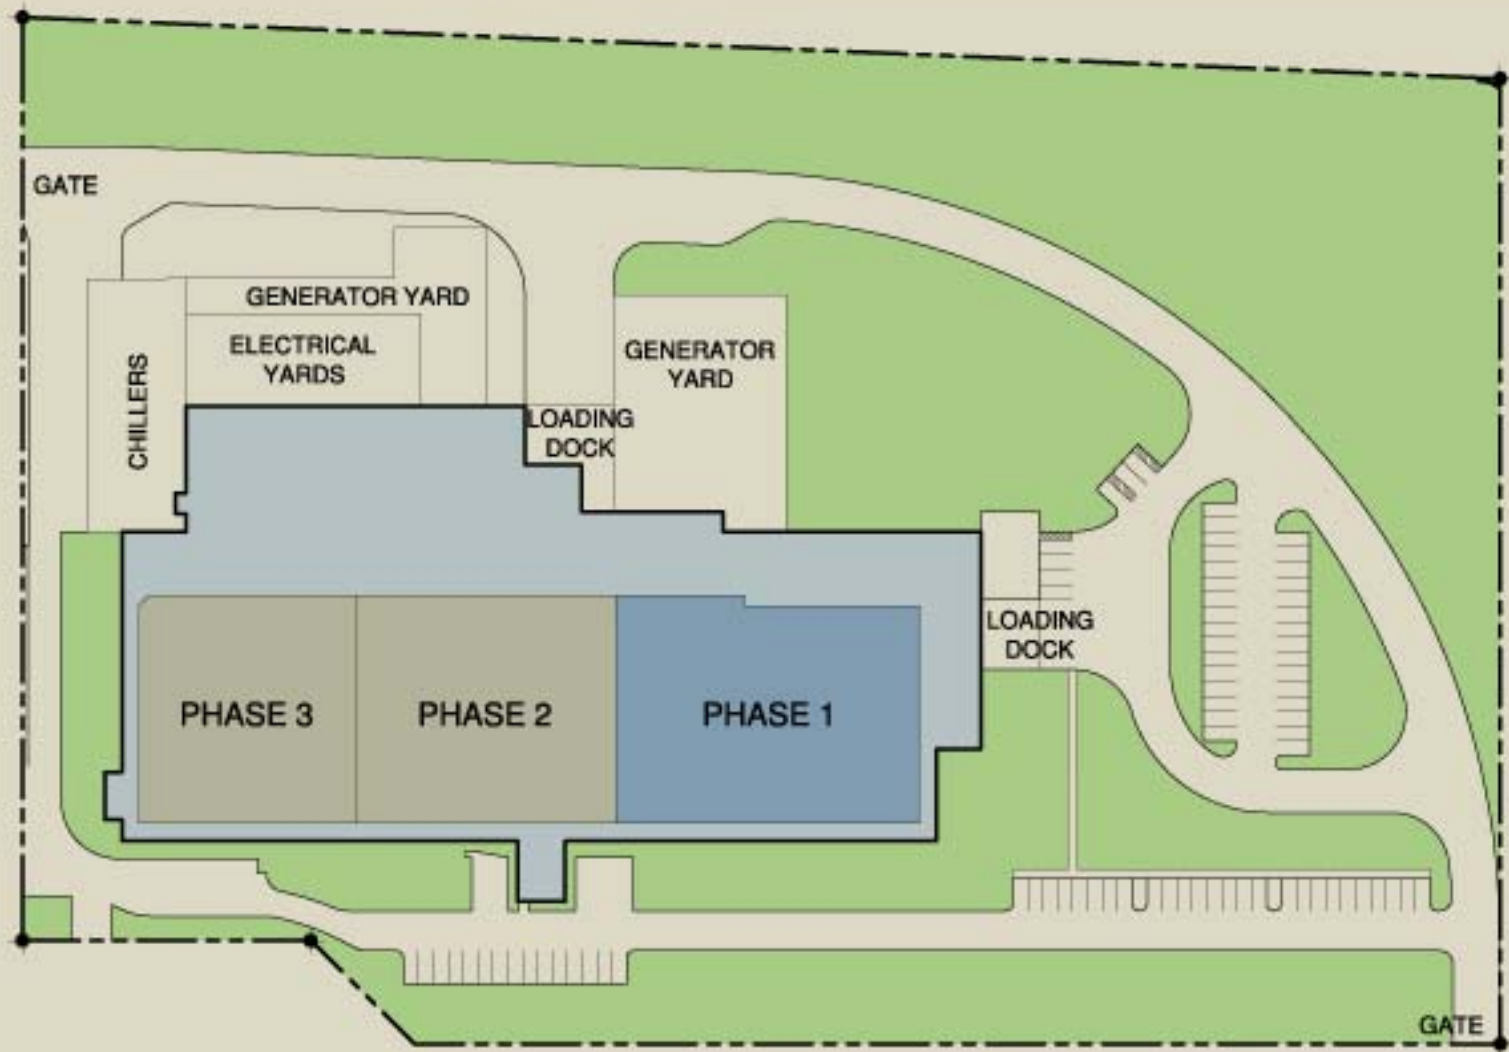 GATE
GENERATOR YARD
ELECTRICAL
YARDS
GENERATOR
YARD
CHILLERS
LOADING
DOCK
LOADING
DOCK
PHASE 3
PHASE 2
PHASE 1
GATE